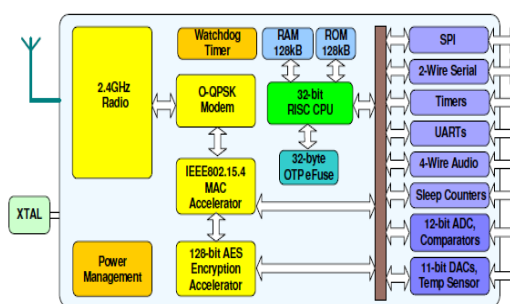 Watchdog
Timer
RAM
128kB
ROM
128kB
SPI
2.4GHz
Radio
O-QPSK
Modem
32-bit
RISC CPU
2-Wire Serial
Timers
UARTs
32-byte
OTP eFuse
4-Wire Audio
IEEE802.15.4
MAC
Accelerator
Sleep Counters
XTAL
12-bit ADC,
Comparators
Power
Management
128-bit AES
Encryption
Accelerator
11-bit DACs,
Temp Sensor